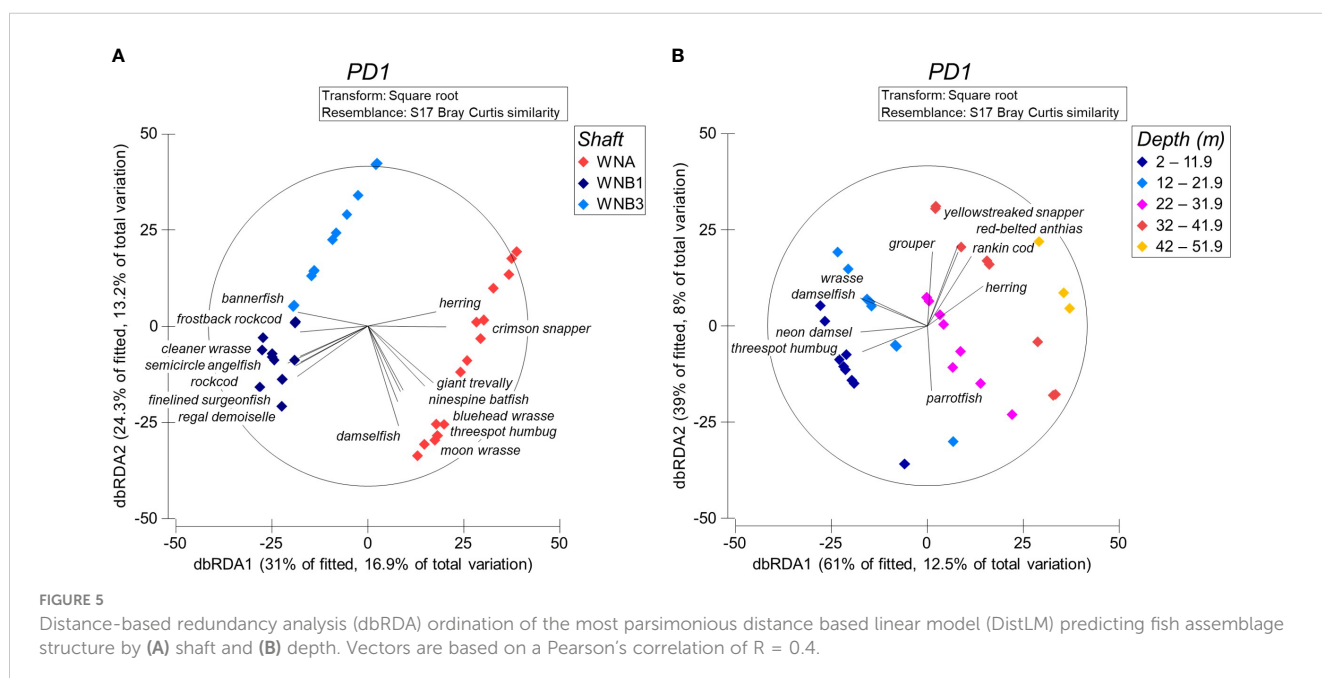 A
PD1
Transform: Square root
Resemblance: S17 Bray Curtis similarity
Shaft
WNA
WNB1
WNB3
50
25
0
-25
-50
dbRDA2 (24.3% of fitted, 13.2% of total variation)
bannerfish
frostback rockcod
cleaner wrasse
semicircle angelfish
rockcod
finelined surgeonfish
regal demoiselle
herring
crimson snapper
giant trevally
ninespine batfish
bluehead wrasse
threespot humbug
moon wrasse
damselfish
-50
-25
0
25
50
dbRDA1 (31% of fitted, 16.9% of total variation)
B
PD1
Transform: Square root
Resemblance: S17 Bray Curtis similarity
Depth (m)
2 – 11.9
12 – 21.9
22 – 31.9
32 – 41.9
42 – 51.9
50
25
0
-25
-50
dbRDA2 (39% of fitted, 8% of total variation)
yellowstreaked snapper
red-belted anthias
grouper
rankin cod
wrasse
damselfish
herring
neon damsel
threespot humbug
parrotfish
-50
-25
0
25
50
dbRDA1 (61% of fitted, 12.5% of total variation)
FIGURE 5
Distance-based redundancy analysis (dbRDA) ordination of the most parsimonious distance based linear model (DistLM) predicting fish assemblage
structure by (A) shaft and (B) depth. Vectors are based on a Pearson's correlation of R = 0.4.